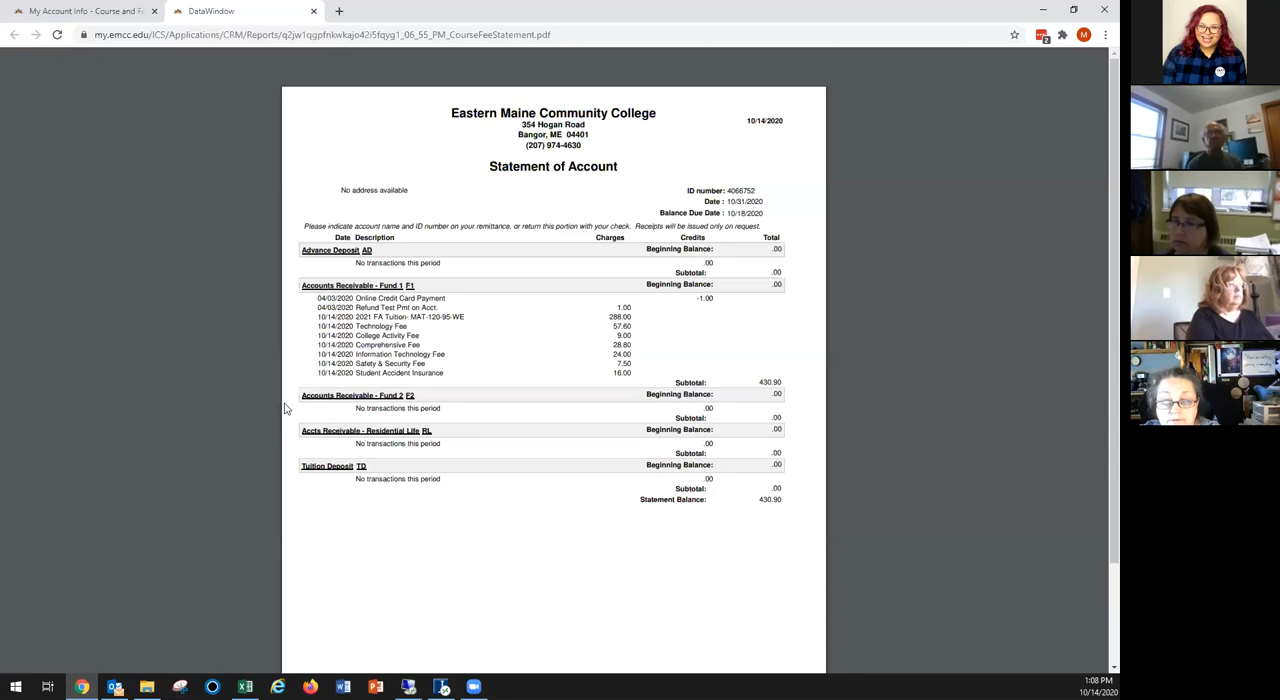 My Account Info - Course and Fe
DataWindow
my.emcc.edu/ICS/Applications/CRM/Reports/q2jw1qgpfnkwkajo42i5fqyg1_06_55_PM_CourseFeeStatement.pdf
2
M
Eastern Maine Community College
354 Hogan Road
Bangor, ME 04401
(207) 974-4630
10/14/2020
Statement of Account
No address available
ID number: 4066752
Date : 10/31/2020
Balance Due Date : 10/18/2020
Please indicate account name and ID number on your remittance, or return this portion with your check. Receipts will be issued only on request.
Date Description Charges Credits Total
Advance Deposit AD Beginning Balance: .00
No transactions this period .00
Subtotal: .00
Accounts Receivable - Fund 1 F1 Beginning Balance: .00
04/03/2020 Online Credit Card Payment -1.00
04/03/2020 Refund Test Pmt on Acct. 1.00
10/14/2020 2021 FA Tuition- MAT-120-95-WE 288.00
10/14/2020 Technology Fee 57.60
10/14/2020 College Activity Fee 9.00
10/14/2020 Comprehensive Fee 28.80
10/14/2020 Information Technology Fee 24.00
10/14/2020 Safety & Security Fee 7.50
10/14/2020 Student Accident Insurance 16.00
Subtotal: 430.90
Accounts Receivable - Fund 2 F2 Beginning Balance: .00
No transactions this period .00
Subtotal: .00
Accts Receivable - Residential Life RL Beginning Balance: .00
No transactions this period .00
Subtotal: .00
Tuition Deposit TD Beginning Balance: .00
No transactions this period .00
Subtotal: .00
Statement Balance: 430.90
1:08 PM
10/14/2020